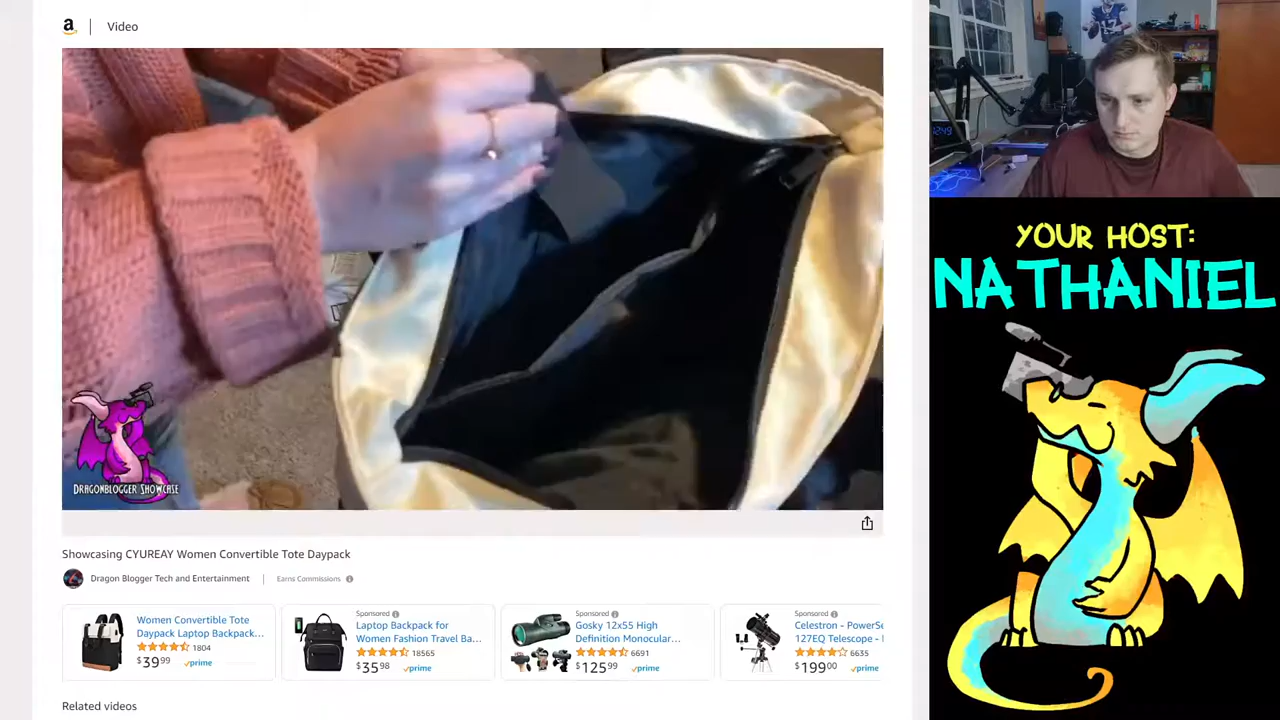 a | Video
DRAGONBLOGGER SHOWCASE
Showcasing CYUREAY Women Convertible Tote Daypack
Dragon Blogger Tech and Entertainment | Earns Commissions
Women Convertible Tote
Daypack Laptop Backpack...
1804
$39.99 prime
Sponsored
Laptop Backpack for
Women Fashion Travel Ba...
18565
$35.98 prime
Sponsored
Gosky 12x55 High
Definition Monocular...
6691
$125.99 prime
Sponsored
Celestron - PowerSe
127EQ Telescope - I
6635
$199.00 prime
Related videos
12:49
17
YOUR HOST:
NATHANIEL